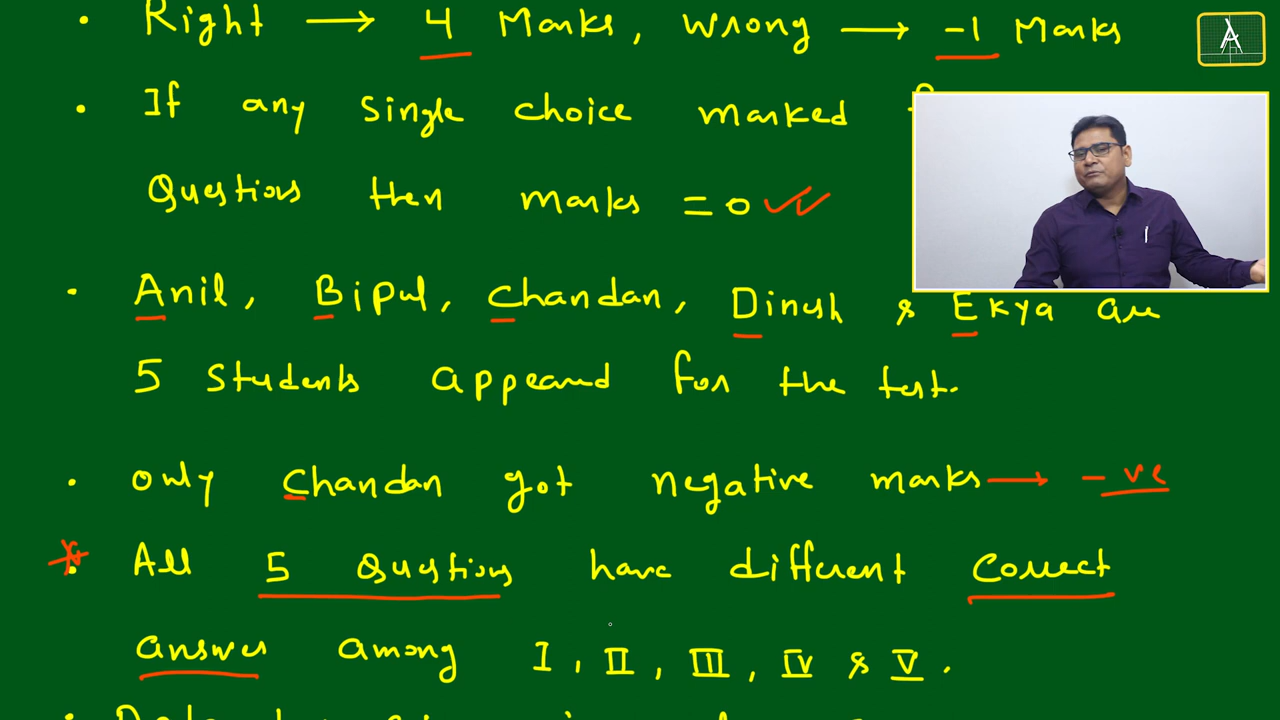 • Right → 4 Marks, wrong → -1 Marks
• If any single choice marked
Questions then marks = 0
• Anil, Bipul, Chandan, Dinesh & Ekya are
5 students appeared for the test.
• only Chandan got negative marks → -ve
• All 5 Questions have different correct
answer among I, II, III, IV & V.